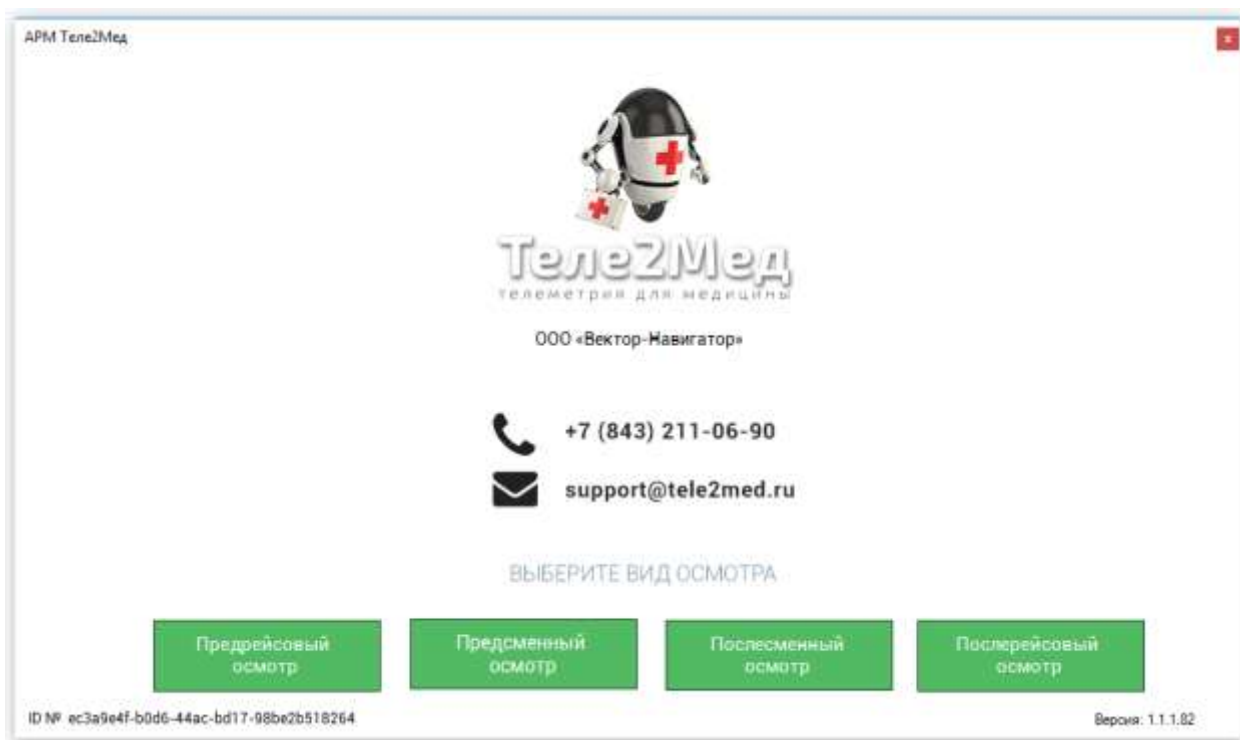 АРМ Теле2Мед
x
Теле2Мед
телеметрия для медицины
ООО «Вектор-Навигатор»
+7 (843) 211-06-90
support@tele2med.ru
ВЫБЕРИТЕ ВИД ОСМОТРА
Предрейсовый
осмотр
Предсменный
осмотр
Послесменный
осмотр
Послерейсовый
осмотр
ID № ec3a9e4f-b0d6-44ac-bd17-98be2b518264
Версия: 1.1.1.82